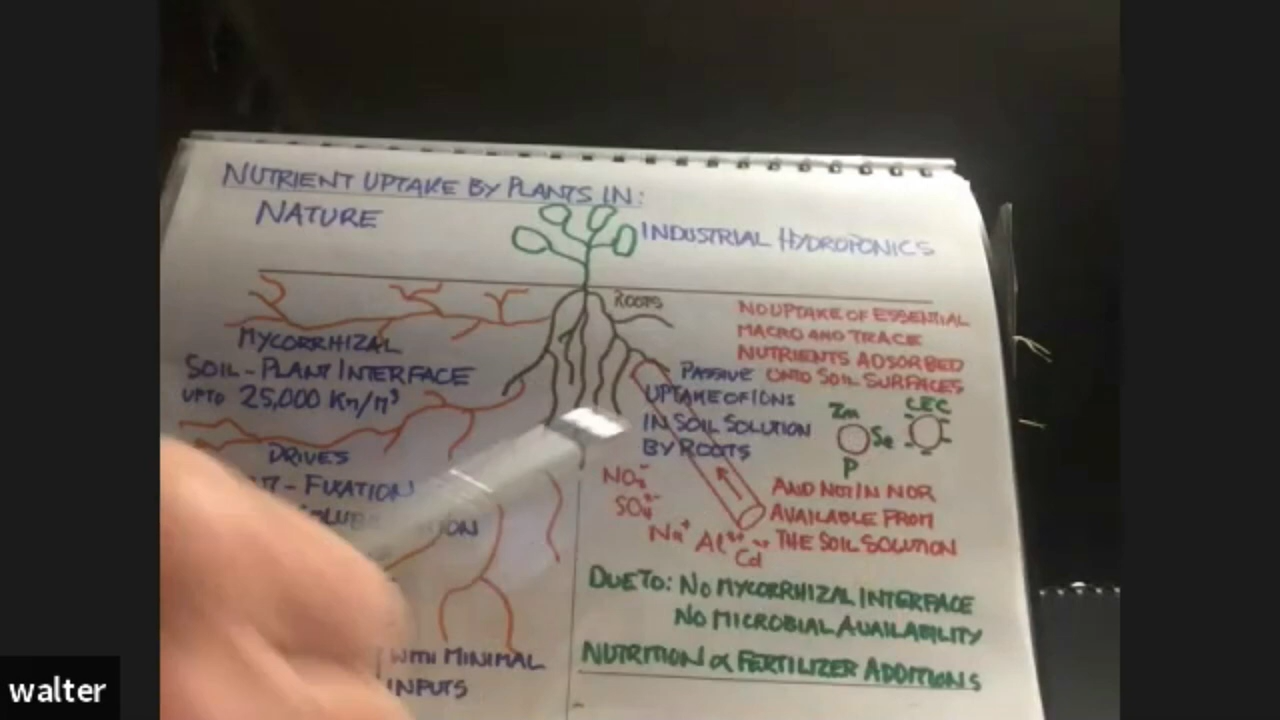 NUTRIENT UPTAKE BY PLANTS IN:
NATURE
INDUSTRIAL HYDROPONICS
ROOTS
MYCORRHIZAL
SOIL-PLANT INTERFACE
UPTO 25,000 Km/M³
DRIVES
FIXATION
WITH MINIMAL
INPUTS
NO UPTAKE OF ESSENTIAL
MACRO AND TRACE
NUTRIENTS ADSORBED
ONTO SOIL SURFACES
PASSIVE
UPTAKE OF IONS
IN SOIL SOLUTION
BY ROOTS
Zn
Se
P
CEC
NO₃⁻
SO₄²⁻
Na⁺
Al³⁺
Cd
AND NOT IN NOR
AVAILABLE FROM
THE SOIL SOLUTION
DUE TO: NO MYCORRHIZAL INTERFACE
NO MICROBIAL AVAILABILITY
NUTRITION ∝ FERTILIZER ADDITIONS
walter